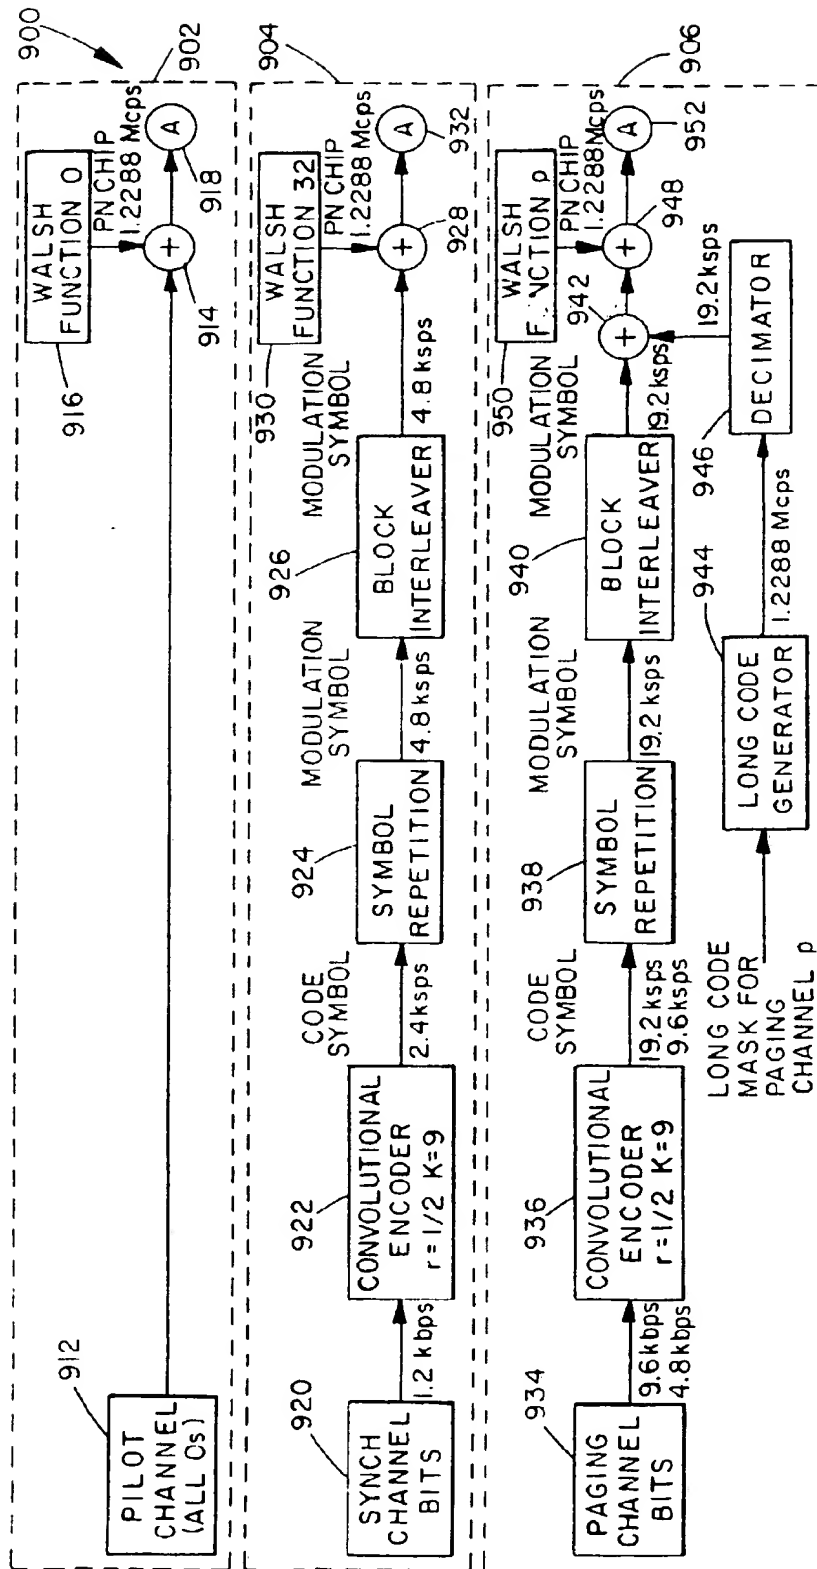 900
902
912
PILOT
CHANNEL
(ALL 0s)
914
916
WALSH
FUNCTION 0
PN CHIP
1.2288 Mcps
+
A
918
904
920
SYNCH
CHANNEL
BITS
1.2 kbps
922
CONVOLUTIONAL
ENCODER
r=1/2 K=9
CODE
SYMBOL
2.4 ksps
924
SYMBOL
REPETITION
MODULATION
SYMBOL
4.8 ksps
926
BLOCK
INTERLEAVER
MODULATION
SYMBOL
4.8 ksps
930
WALSH
FUNCTION 32
PN CHIP
1.2288 Mcps
+
928
A
932
906
934
PAGING
CHANNEL
BITS
9.6 kbps
4.8 kbps
936
CONVOLUTIONAL
ENCODER
r=1/2 K=9
CODE
SYMBOL
19.2 ksps
9.6 ksps
938
SYMBOL
REPETITION
MODULATION
SYMBOL
19.2 ksps
940
BLOCK
INTERLEAVER
MODULATION
SYMBOL
19.2 ksps
942
+
950
WALSH
FUNCTION p
PN CHIP
1.2288 Mcps
+
948
A
952
LONG CODE
MASK FOR
PAGING
CHANNEL p
944
LONG CODE
GENERATOR
1.2288 Mcps
946
DECIMATOR
19.2 ksps